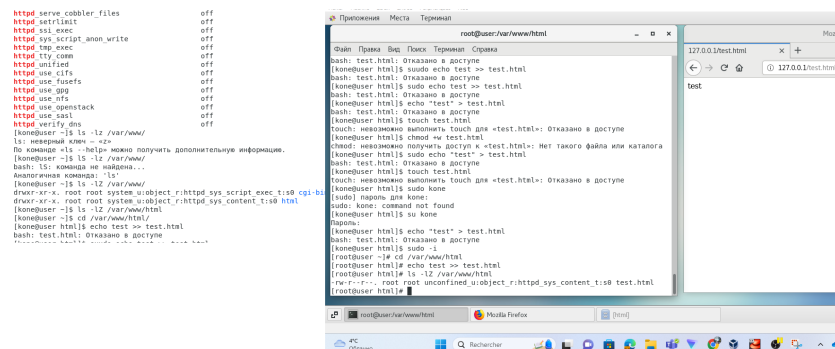 httpd_serve_cobbler_files off
httpd_setrlimit off
httpd_ssi_exec off
httpd_sys_script_anon_write off
httpd_tmp_exec off
httpd_tty_comm off
httpd_unified off
httpd_use_cifs off
httpd_use_fusefs off
httpd_use_gpg off
httpd_use_nfs off
httpd_use_openstack off
httpd_use_sasl off
httpd_verify_dns off
[kone@user ~]$ ls -lz /var/www/
ls: неверный ключ — «z»
По команде «ls --help» можно получить дополнительную информацию.
[kone@user ~]$ lS -lz /var/www/
bash: lS: команда не найдена...
Аналогичная команда: 'ls'
[kone@user ~]$ ls -lZ /var/www/
drwxr-xr-x. root root system_u:object_r:httpd_sys_script_exec_t:s0 cgi-bin
drwxr-xr-x. root root system_u:object_r:httpd_sys_content_t:s0 html
[kone@user ~]$ ls -lZ /var/www/html
[kone@user ~]$ cd /var/www/html/
[kone@user html]$ echo test >> test.html
bash: test.html: Отказано в доступе
Приложения Места Терминал
root@user:/var/www/html
Файл Правка Вид Поиск Терминал Справка
bash: test.html: Отказано в доступе
[kone@user html]$ suudo echo test >> test.html
bash: test.html: Отказано в доступе
[kone@user html]$ sudo echo test >> test.html
bash: test.html: Отказано в доступе
[kone@user html]$ echo "test" > test.html
bash: test.html: Отказано в доступе
[kone@user html]$ touch test.html
touch: невозможно выполнить touch для «test.html»: Отказано в доступе
[kone@user html]$ chmod +w test.html
chmod: невозможно получить доступ к «test.html»: Нет такого файла или каталога
[kone@user html]$ sudo echo "test" > test.html
bash: test.html: Отказано в доступе
[kone@user html]$ touch test.html
touch: невозможно выполнить touch для «test.html»: Отказано в доступе
[kone@user html]$ sudo kone
[sudo] пароль для kone:
sudo: kone: command not found
[kone@user html]$ su kone
Пароль:
[kone@user html]$ echo "test" > test.html
bash: test.html: Отказано в доступе
[kone@user html]$ sudo -i
[root@user ~]# cd /var/www/html
[root@user html]# echo test >> test.html
[root@user html]# ls -lZ /var/www/html
-rw-r--r--. root root unconfined_u:object_r:httpd_sys_content_t:s0 test.html
[root@user html]#
Moz
127.0.0.1/test.html
127.0.0.1/test.html
test
root@user:/var/www/html
Mozilla Firefox
[html]
4°C
Rechercher